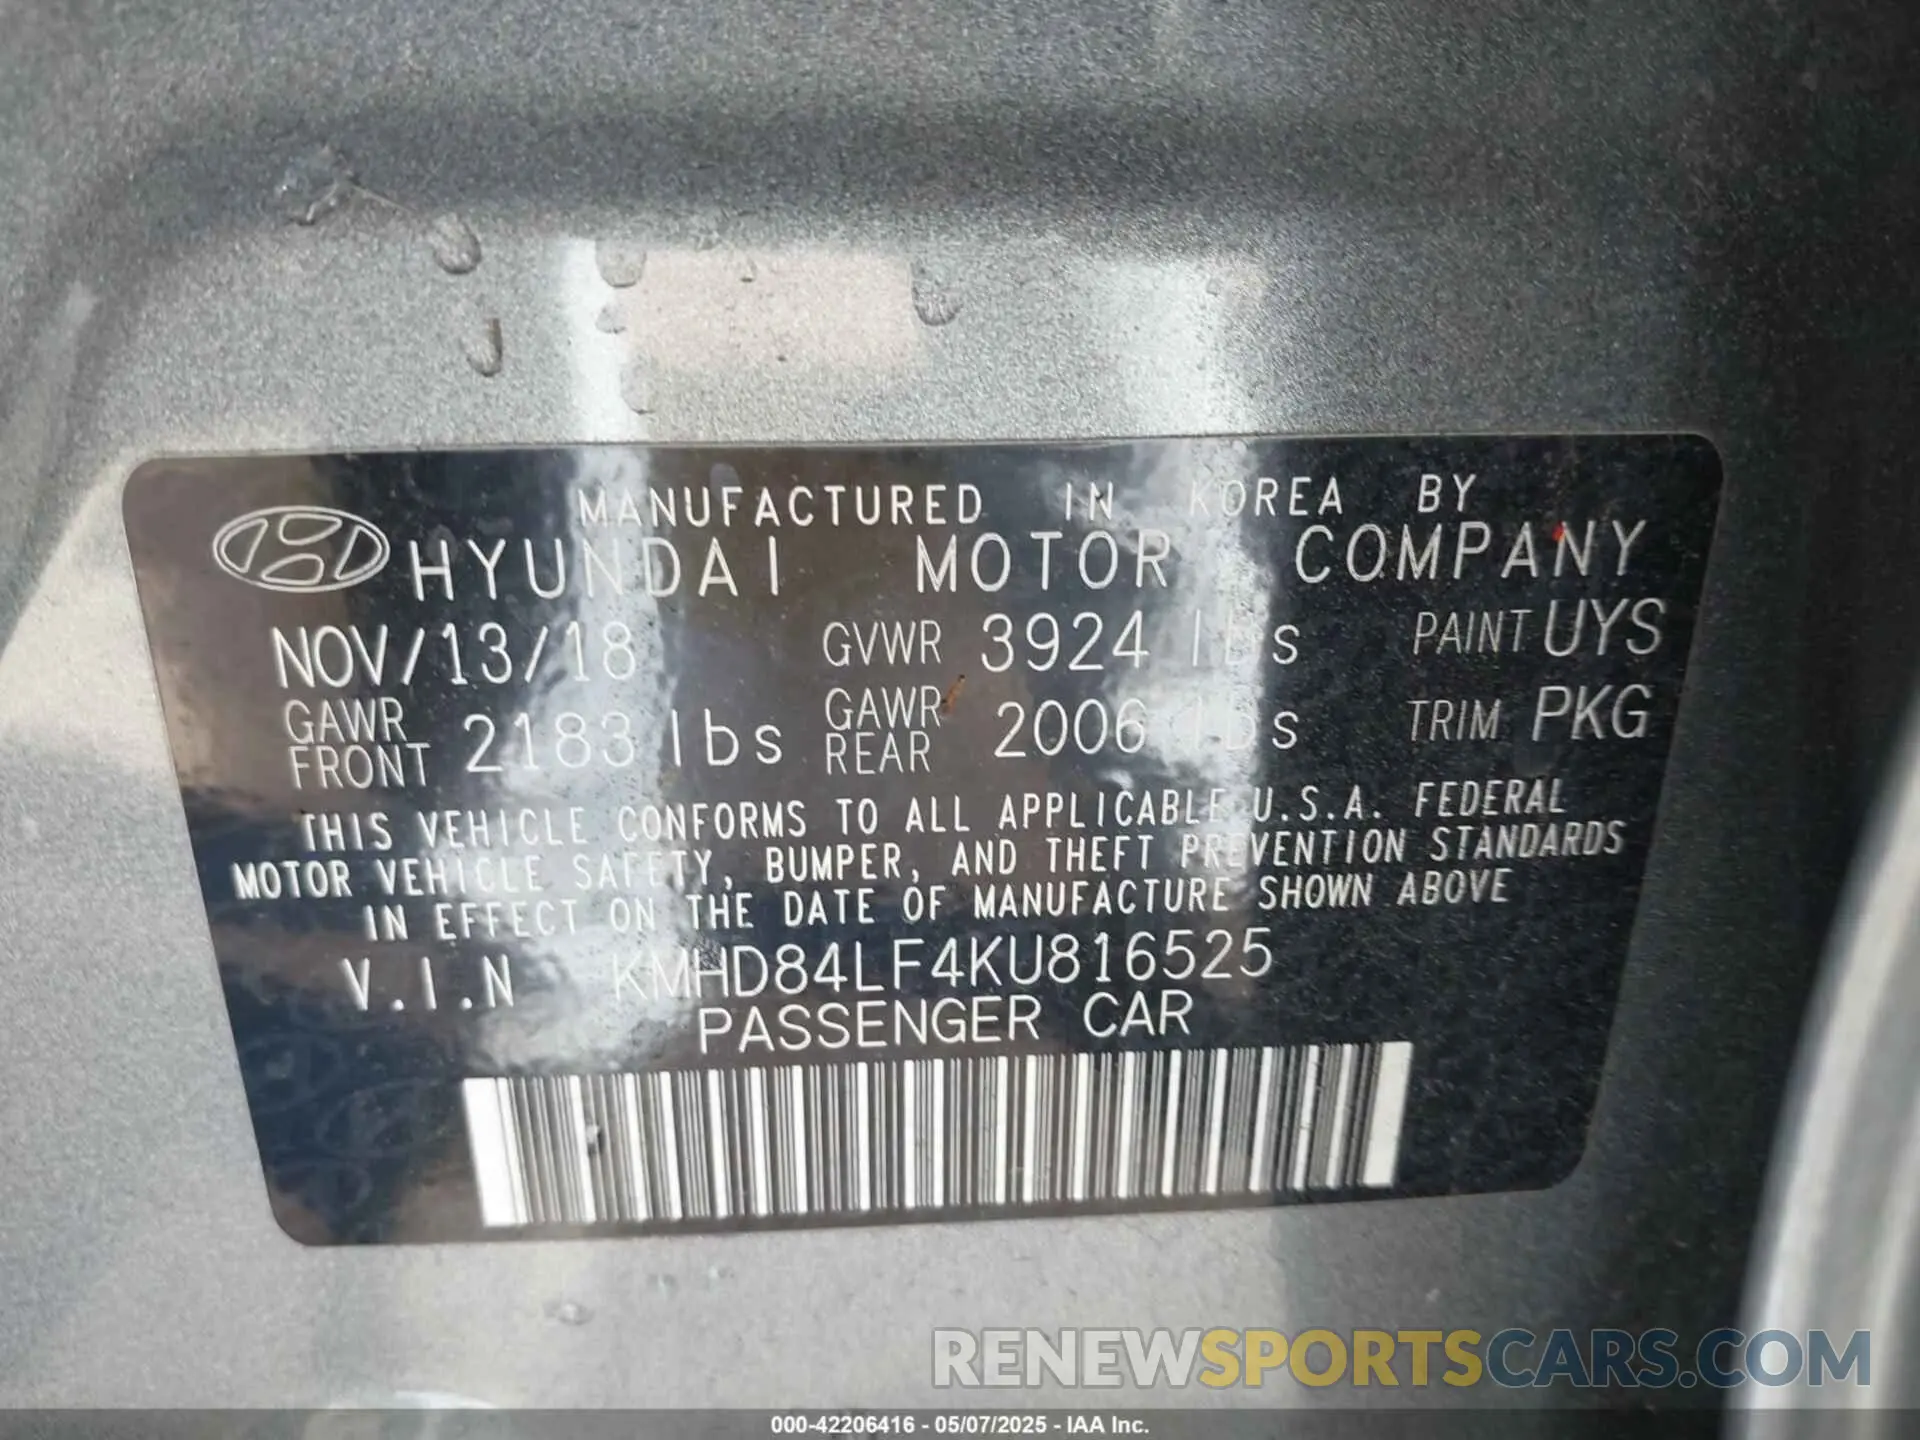 MANUFACTURED IN KOREA BY
HYUNDAI MOTOR COMPANY
NOV/13/18 GVWR 3924 lbs PAINT UYS
GAWR FRONT 2183 lbs GAWR REAR 2006 lbs TRIM PKG
THIS VEHICLE CONFORMS TO ALL APPLICABLE U.S.A. FEDERAL
MOTOR VEHICLE SAFETY, BUMPER, AND THEFT PREVENTION STANDARDS
IN EFFECT ON THE DATE OF MANUFACTURE SHOWN ABOVE
V.I.N KMHD84LF4KU816525
PASSENGER CAR
RENEWSPORTSCARS.COM
000-42206416 - 05/07/2025 - IAA Inc.